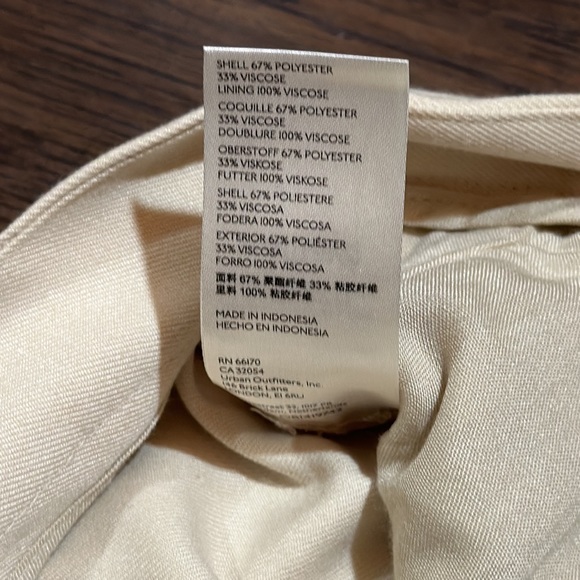 SHELL 67% POLYESTER
33% VISCOSE
LINING 100% VISCOSE
COQUILLE 67% POLYESTER
33% VISCOSE
DOUBLURE 100% VISCOSE
OBERSTOFF 67% POLYESTER
33% VISKOSE
FUTTER 100% VISKOSE
SHELL 67% POLIESTERE
33% VISCOSA
FODERA 100% VISCOSA
EXTERIOR 67% POLIÉSTER
33% VISCOSA
FORRO 100% VISCOSA
面料 67% 聚酯纤维 33% 粘胶纤维
里料 100% 粘胶纤维
MADE IN INDONESIA
HECHO EN INDONESIA
RN 66170
CA 32054
Urban Outfitters, Inc.
146 Brick Lane
LONDON, E1 6RU